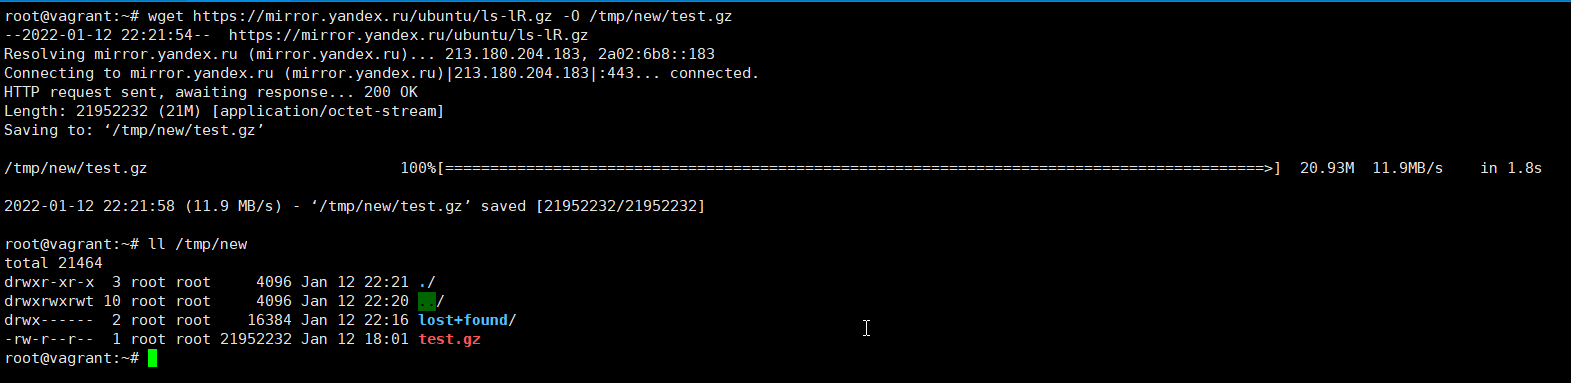 root@vagrant:~# wget https://mirror.yandex.ru/ubuntu/ls-lR.gz -O /tmp/new/test.gz
--2022-01-12 22:21:54--  https://mirror.yandex.ru/ubuntu/ls-lR.gz
Resolving mirror.yandex.ru (mirror.yandex.ru)... 213.180.204.183, 2a02:6b8::183
Connecting to mirror.yandex.ru (mirror.yandex.ru)|213.180.204.183|:443... connected.
HTTP request sent, awaiting response... 200 OK
Length: 21952232 (21M) [application/octet-stream]
Saving to: ‘/tmp/new/test.gz’
/tmp/new/test.gz                            100%[===========================================================================================>]  20.93M  11.9MB/s    in 1.8s
2022-01-12 22:21:58 (11.9 MB/s) - ‘/tmp/new/test.gz’ saved [21952232/21952232]
root@vagrant:~# ll /tmp/new
total 21464
drwxr-xr-x  3 root root     4096 Jan 12 22:21 ./
drwxrwxrwt 10 root root     4096 Jan 12 22:20 ../
drwx------  2 root root    16384 Jan 12 22:16 lost+found/
-rw-r--r--  1 root root 21952232 Jan 12 18:01 test.gz
root@vagrant:~#